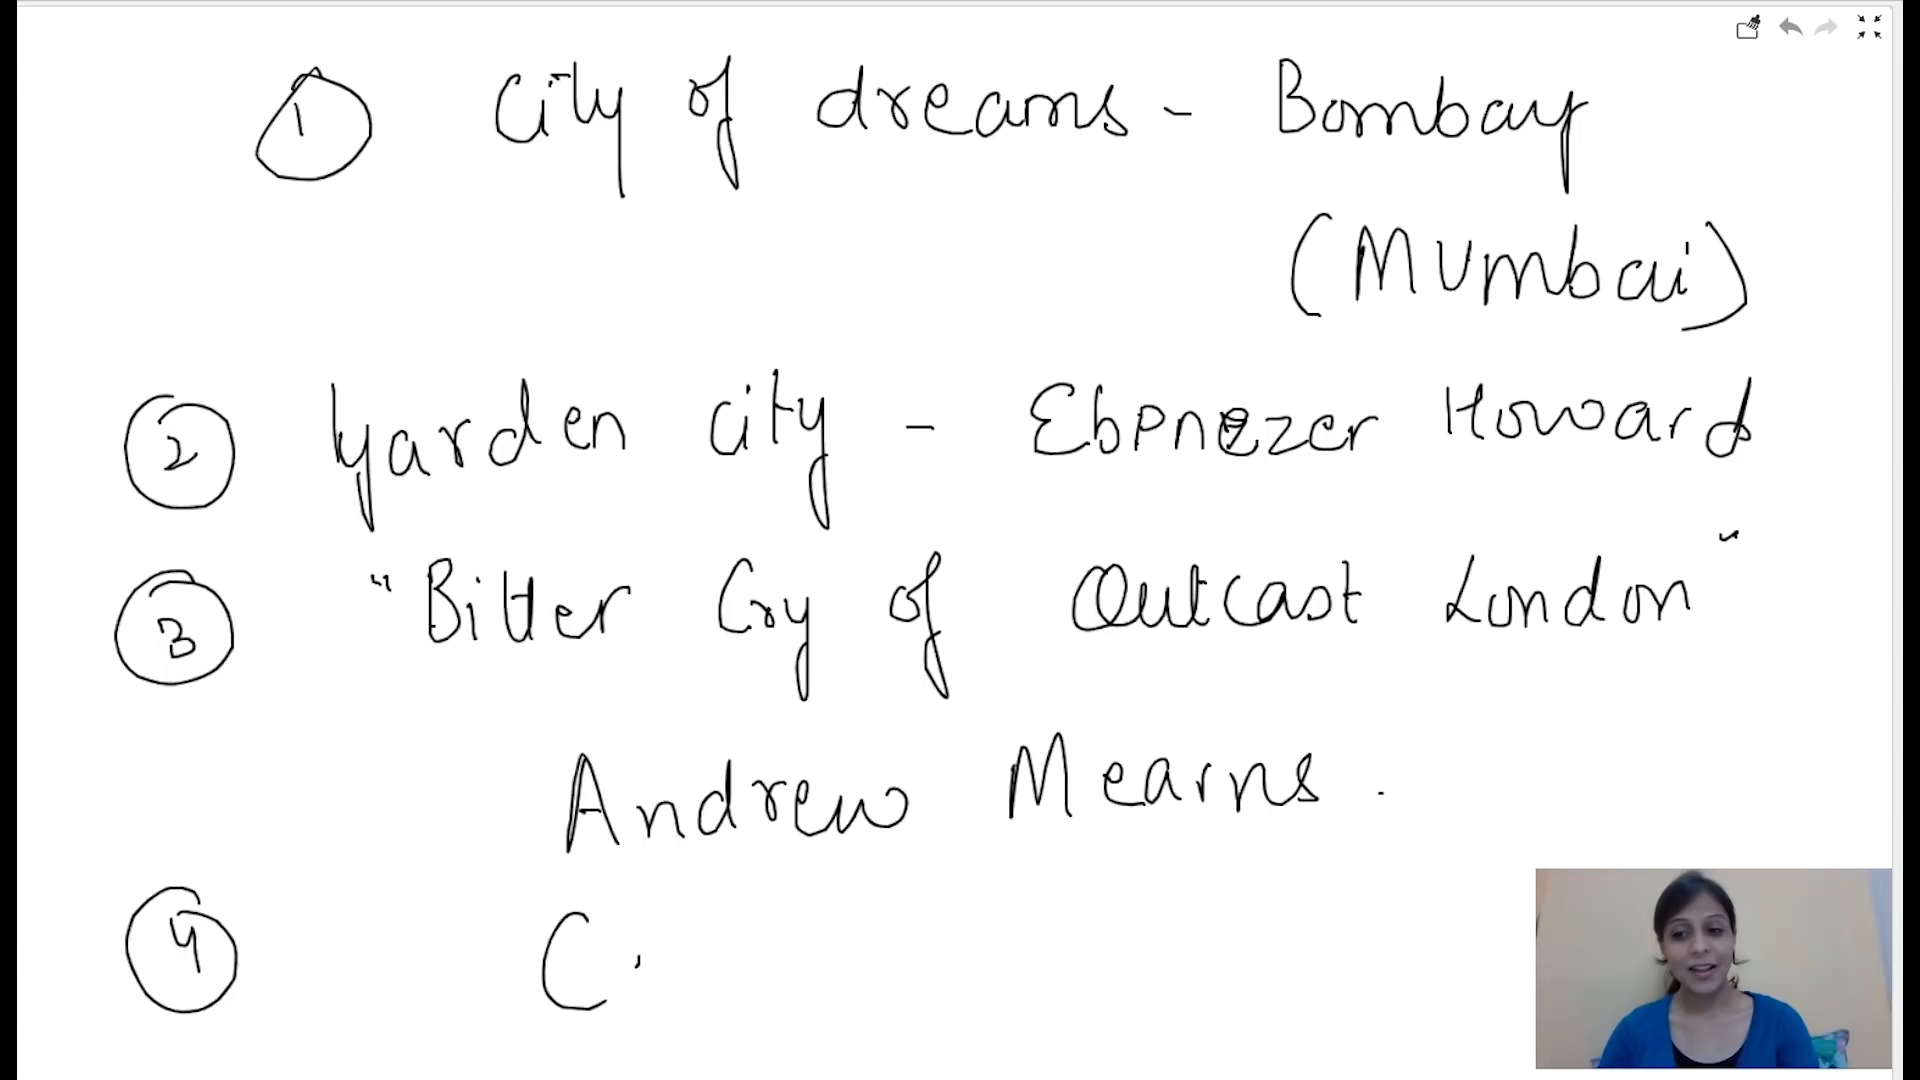 ① City of dreams - Bombay
(Mumbai)
② Garden city - Ebenezer Howard
③ "Bitter Cry of Outcast London"
Andrew Mearns.
④ C